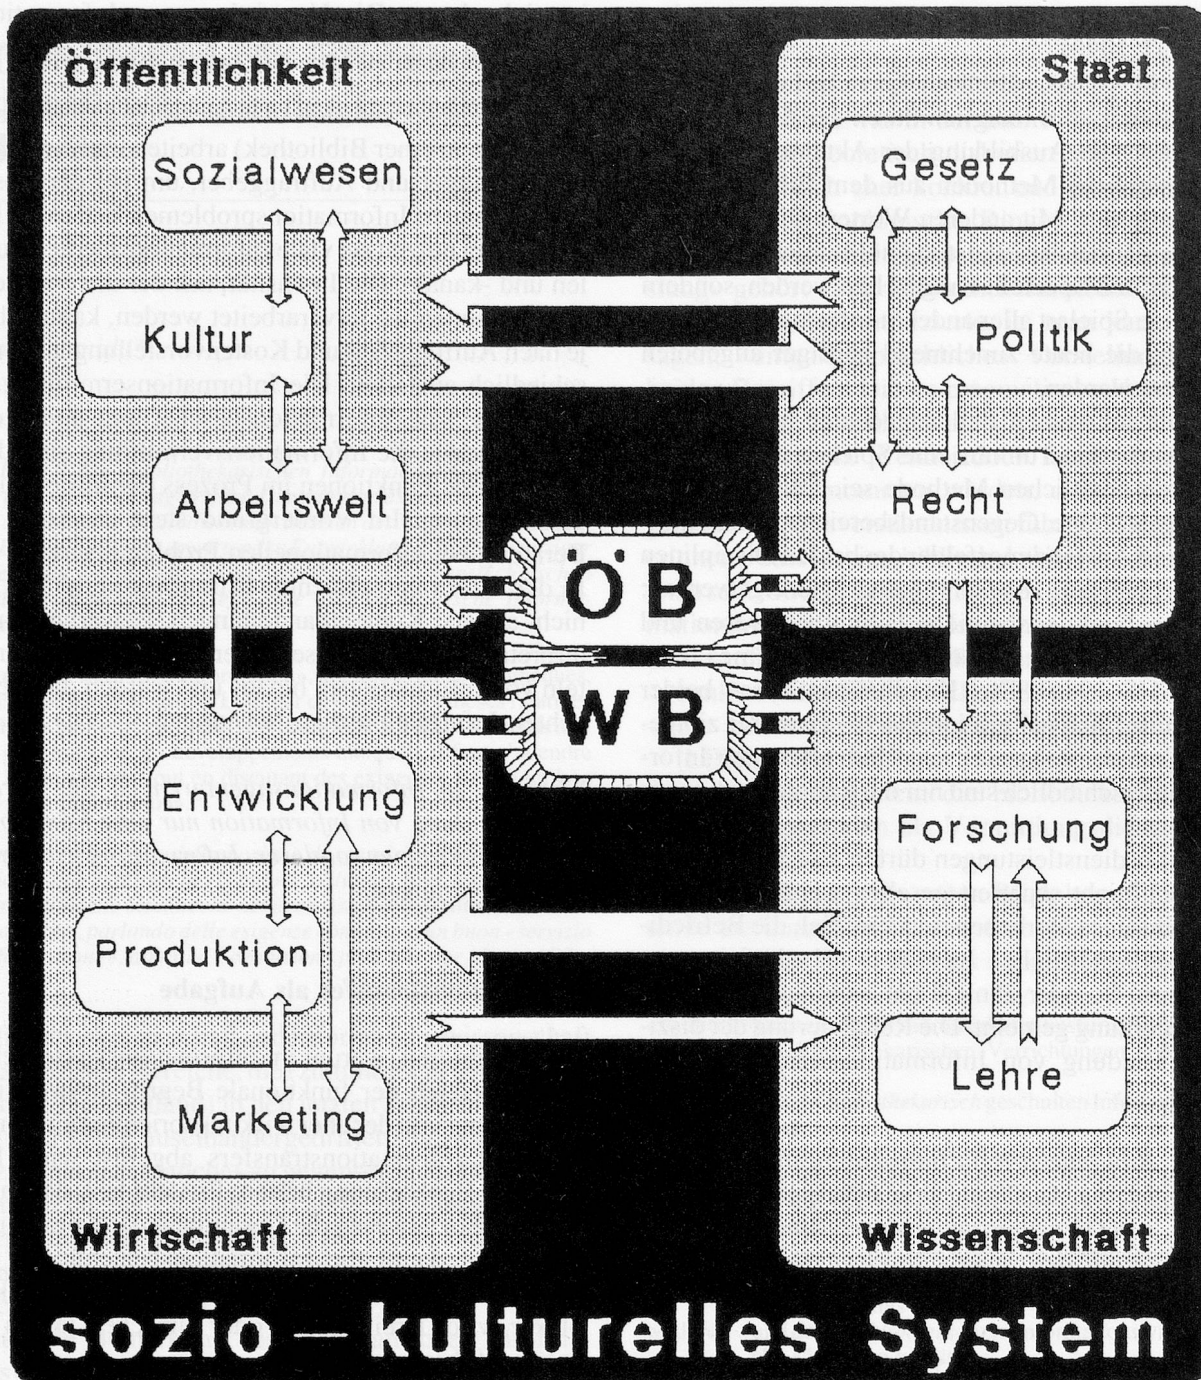 Öffentlichkeit
Sozialwesen
Kultur
Arbeitswelt
Staat
Gesetz
Politik
Recht
ÖB
WB
Entwicklung
Produktion
Marketing
Wirtschaft
Forschung
Lehre
Wissenschaft
sozio – kulturelles System